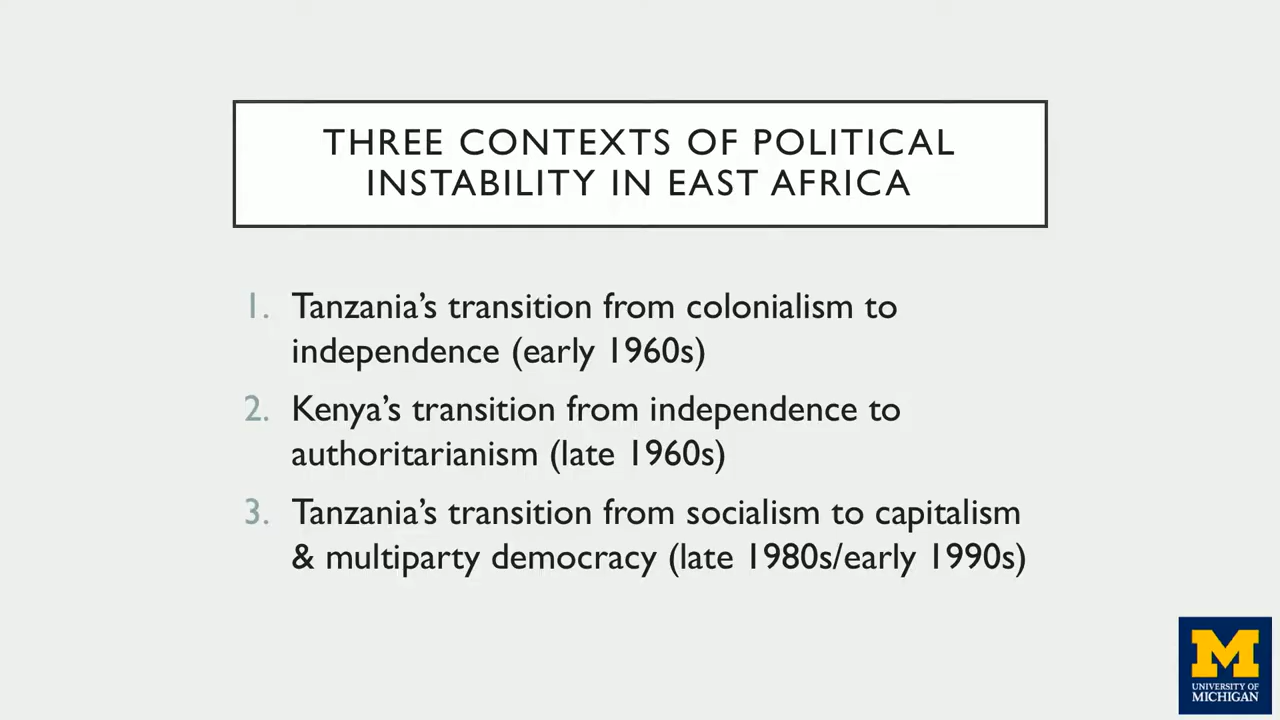 THREE CONTEXTS OF POLITICAL
INSTABILITY IN EAST AFRICA
1. Tanzania’s transition from colonialism to
independence (early 1960s)
2. Kenya’s transition from independence to
authoritarianism (late 1960s)
3. Tanzania’s transition from socialism to capitalism
& multiparty democracy (late 1980s/early 1990s)
M
UNIVERSITY OF
MICHIGAN